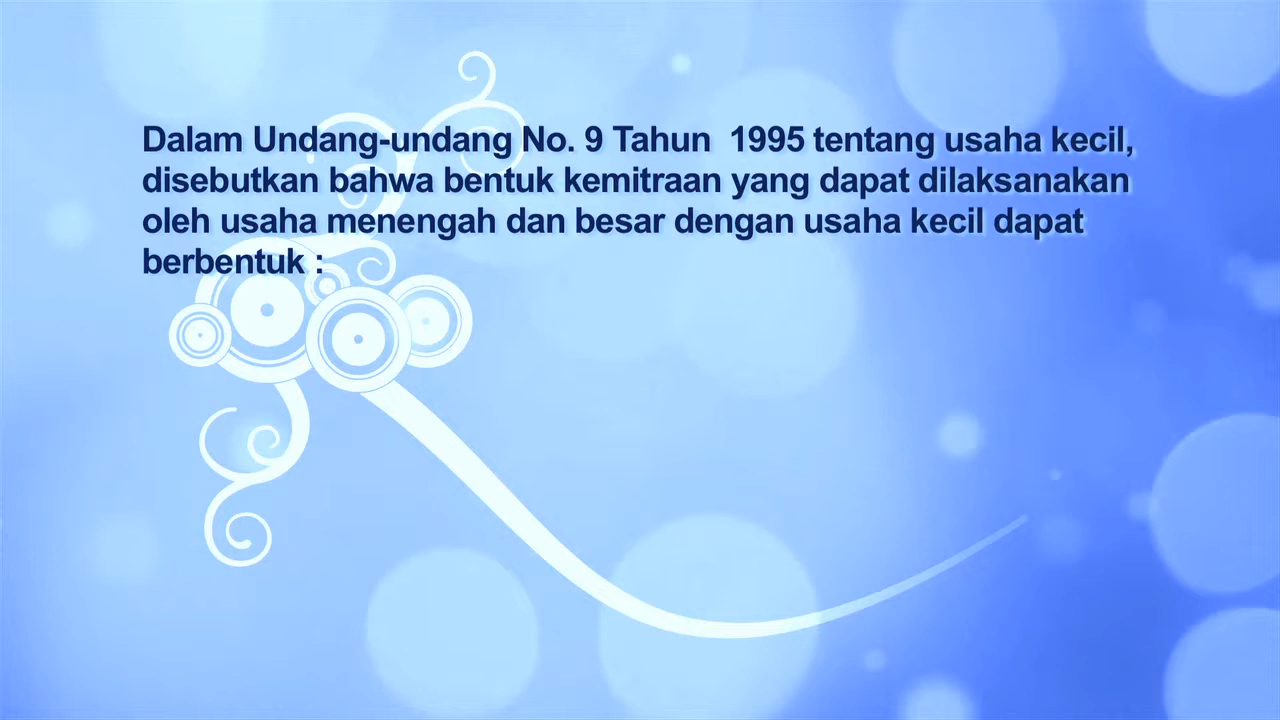 Dalam Undang-undang No. 9 Tahun  1995 tentang usaha kecil,
disebutkan bahwa bentuk kemitraan yang dapat dilaksanakan
oleh usaha menengah dan besar dengan usaha kecil dapat
berbentuk :